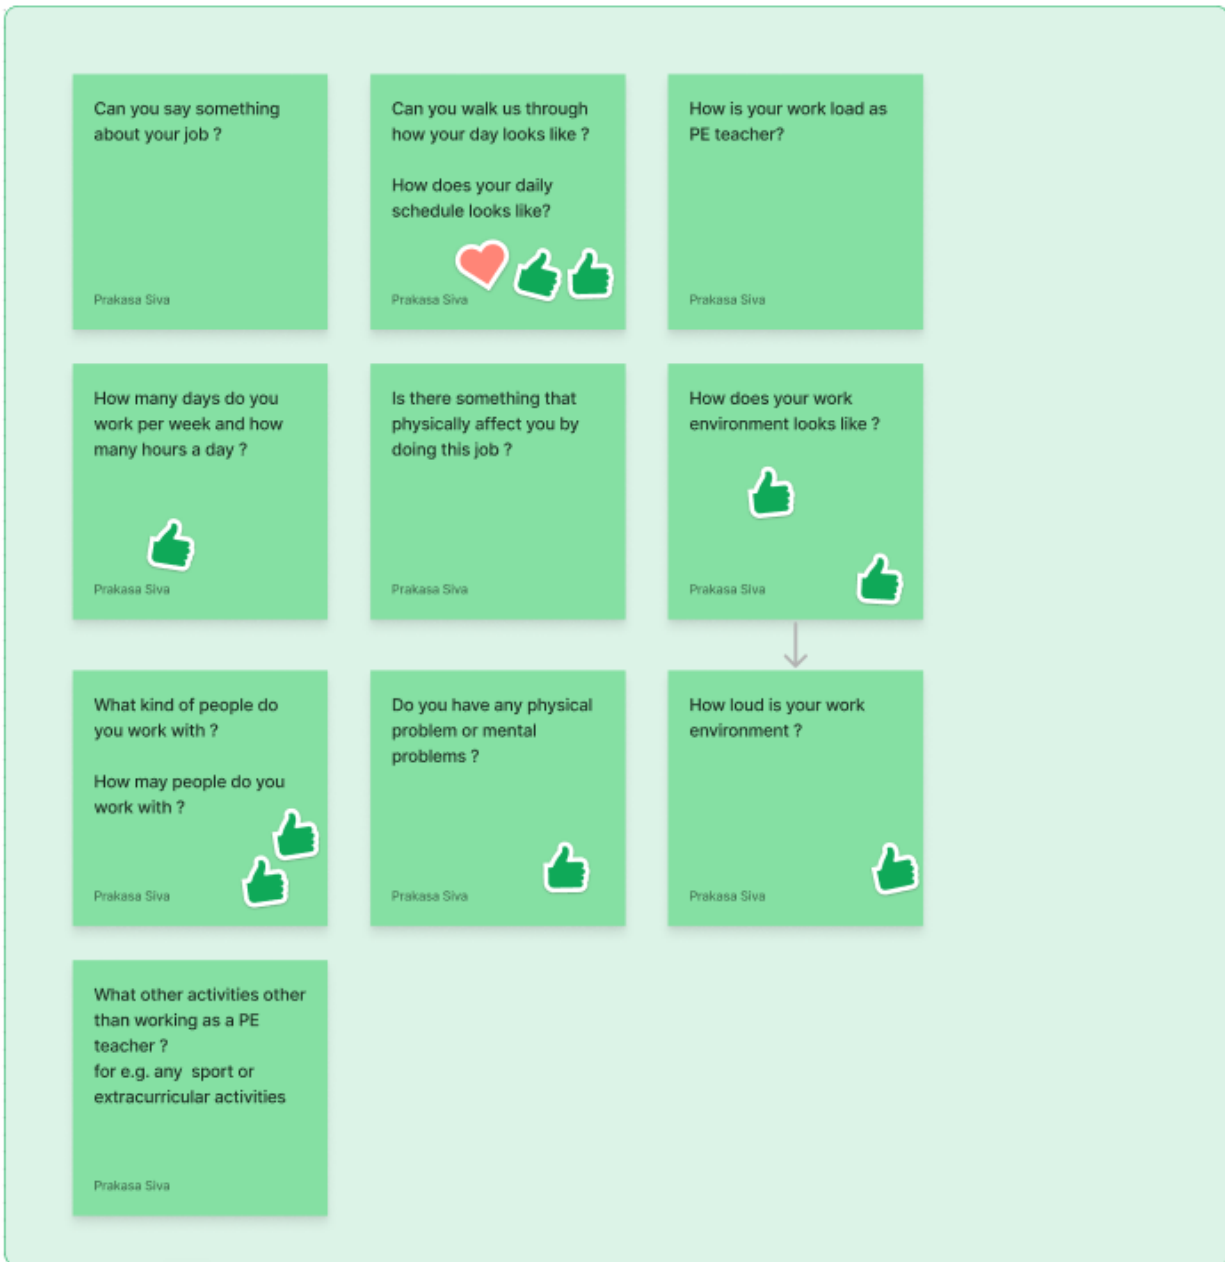 Can you say something
about your job ?
Prakasa Siva
Can you walk us through
how your day looks like ?
How does your daily
schedule looks like?
Prakasa Siva
How is your work load as
PE teacher?
Prakasa Siva
How many days do you
work per week and how
many hours a day ?
Prakasa Siva
Is there something that
physically affect you by
doing this job ?
Prakasa Siva
How does your work
environment looks like ?
Prakasa Siva
What kind of people do
you work with ?
How may people do you
work with ?
Prakasa Siva
Do you have any physical
problem or mental
problems ?
Prakasa Siva
How loud is your work
environment ?
Prakasa Siva
What other activities other
than working as a PE
teacher ?
for e.g. any  sport or
extracurricular activities
Prakasa Siva